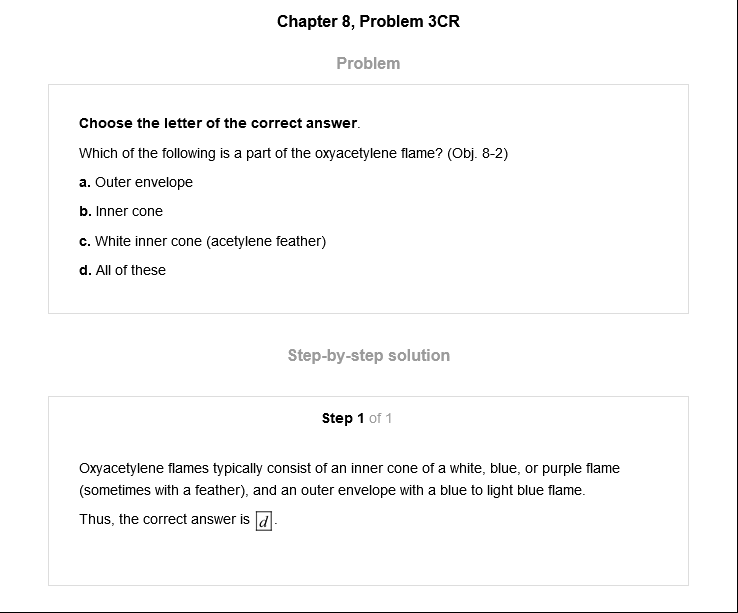 Chapter 8, Problem 3CR
Problem
Choose the letter of the correct answer.
Which of the following is a part of the oxyacetylene flame? (Obj. 8-2)
a. Outer envelope
b. Inner cone
c. White inner cone (acetylene feather)
d. All of these
Step-by-step solution
Step 1 of 1
Oxyacetylene flames typically consist of an inner cone of a white, blue, or purple flame
(sometimes with a feather), and an outer envelope with a blue to light blue flame.
Thus, the correct answer is d.